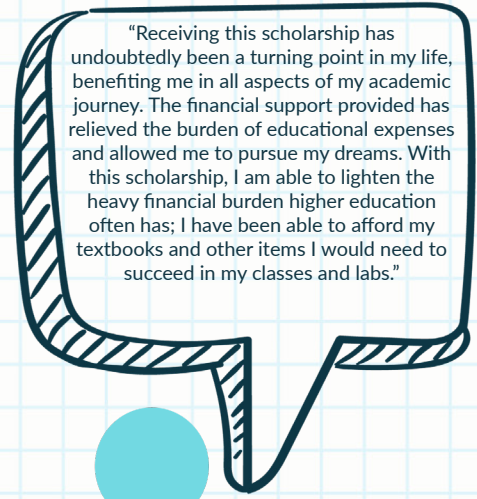 “Receiving this scholarship has
undoubtedly been a turning point in my life,
benefiting me in all aspects of my academic
journey. The financial support provided has
relieved the burden of educational expenses
and allowed me to pursue my dreams. With
this scholarship, I am able to lighten the
heavy financial burden higher education
often has; I have been able to afford my
textbooks and other items I would need to
succeed in my classes and labs.”